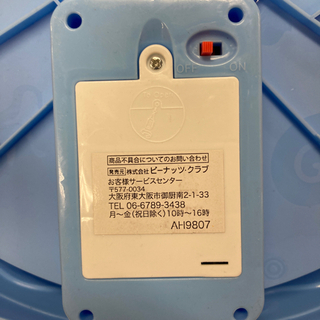 OFF ON
商品不具合についてのお問い合わせ
発売元 株式会社 ピーナッツ・クラブ
お客様サービスセンター
〒577-0034
大阪府東大阪市御厨南2-1-33
TEL 06-6789-3438
月〜金(祝日除く)10時〜16時
AH9807